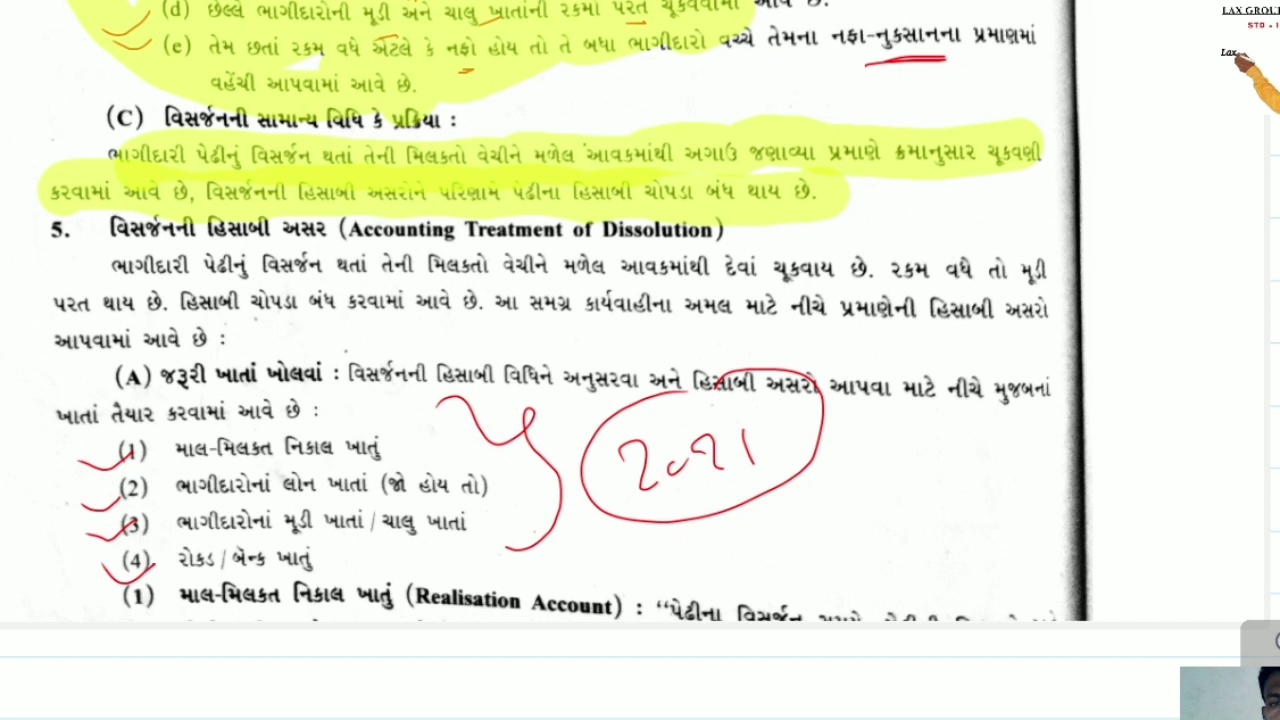 (d) છેલ્લે ભાગીદારોની મૂડી અને ચાલુ ખાતાંની રકમાં પરત ચૂકવવામાં આવે છે.
(e) તેમ છતાં રકમ વધે એટલે કે નફો હોય તો તે બધા ભાગીદારો વચ્ચે તેમના નફા-નુકસાનના પ્રમાણમાં
વહેંચી આપવામાં આવે છે.
(C) વિસર્જનની સામાન્ય વિધિ કે પ્રક્રિયા :
ભાગીદારી પેઢીનું વિસર્જન થતાં તેની મિલકતો વેચીને મળેલ આવકમાંથી અગાઉ જણાવ્યા પ્રમાણે ક્રમાનુસાર ચૂકવણી
કરવામાં આવે છે, વિસર્જનની હિસાબી અસરોને પરિણામે પેઢીના હિસાબી ચોપડા બંધ થાય છે.
5. વિસર્જનની હિસાબી અસર (Accounting Treatment of Dissolution)
ભાગીદારી પેઢીનું વિસર્જન થતાં તેની મિલકતો વેચીને મળેલ આવકમાંથી દેવાં ચૂકવાય છે. રકમ વધે તો મૂડી
પરત થાય છે. હિસાબી ચોપડા બંધ કરવામાં આવે છે. આ સમગ્ર કાર્યવાહીના અમલ માટે નીચે પ્રમાણેની હિસાબી અસરો
આપવામાં આવે છે :
(A) જરૂરી ખાતાં ખોલવાં : વિસર્જનની હિસાબી વિધિને અનુસરવા અને હિસાબી અસરો આપવા માટે નીચે મુજબનાં
ખાતાં તૈયાર કરવામાં આવે છે :
(1) માલ-મિલકત નિકાલ ખાતું
(2) ભાગીદારોનાં લોન ખાતાં (જો હોય તો)
(3) ભાગીદારોનાં મૂડી ખાતાં / ચાલુ ખાતાં
(4) રોકડ / બૅન્ક ખાતું
૨૦૨૧
(1) માલ-મિલકત નિકાલ ખાતું (Realisation Account) : “પેઢીના વિસર્જન
LAX GROU
STD - 1
Lax